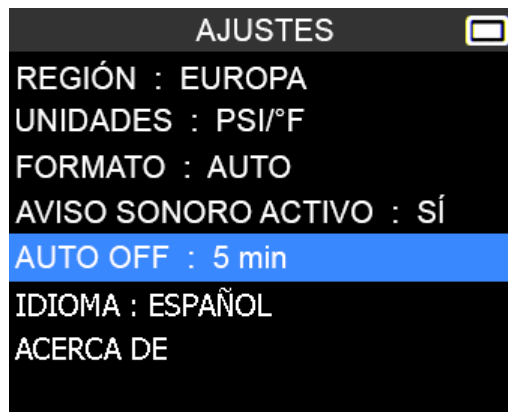 AJUSTES
REGIÓN : EUROPA
UNIDADES : PSI/°F
FORMATO : AUTO
AVISO SONORO ACTIVO : SÍ
AUTO OFF : 5 min
IDIOMA : ESPAÑOL
ACERCA DE